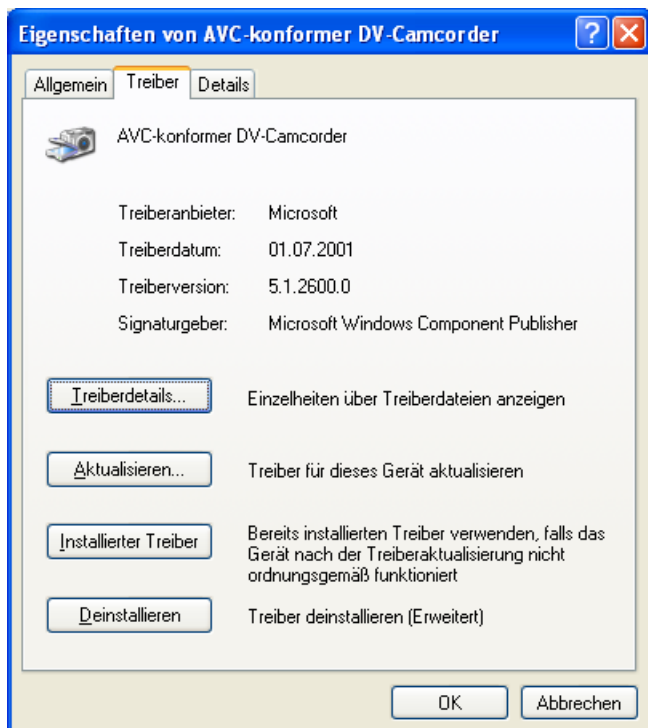 Eigenschaften von AVC-konformer DV-Camcorder
Allgemein Treiber Details
AVC-konformer DV-Camcorder
Treiberanbieter: Microsoft
Treiberdatum: 01.07.2001
Treiberversion: 5.1.2600.0
Signaturgeber: Microsoft Windows Component Publisher
Treiberdetails... Einzelheiten über Treiberdateien anzeigen
Aktualisieren... Treiber für dieses Gerät aktualisieren
Installierter Treiber Bereits installierten Treiber verwenden, falls das
Gerät nach der Treiberaktualisierung nicht
ordnungsgemäß funktioniert
Deinstallieren Treiber deinstallieren (Erweitert)
OK Abbrechen